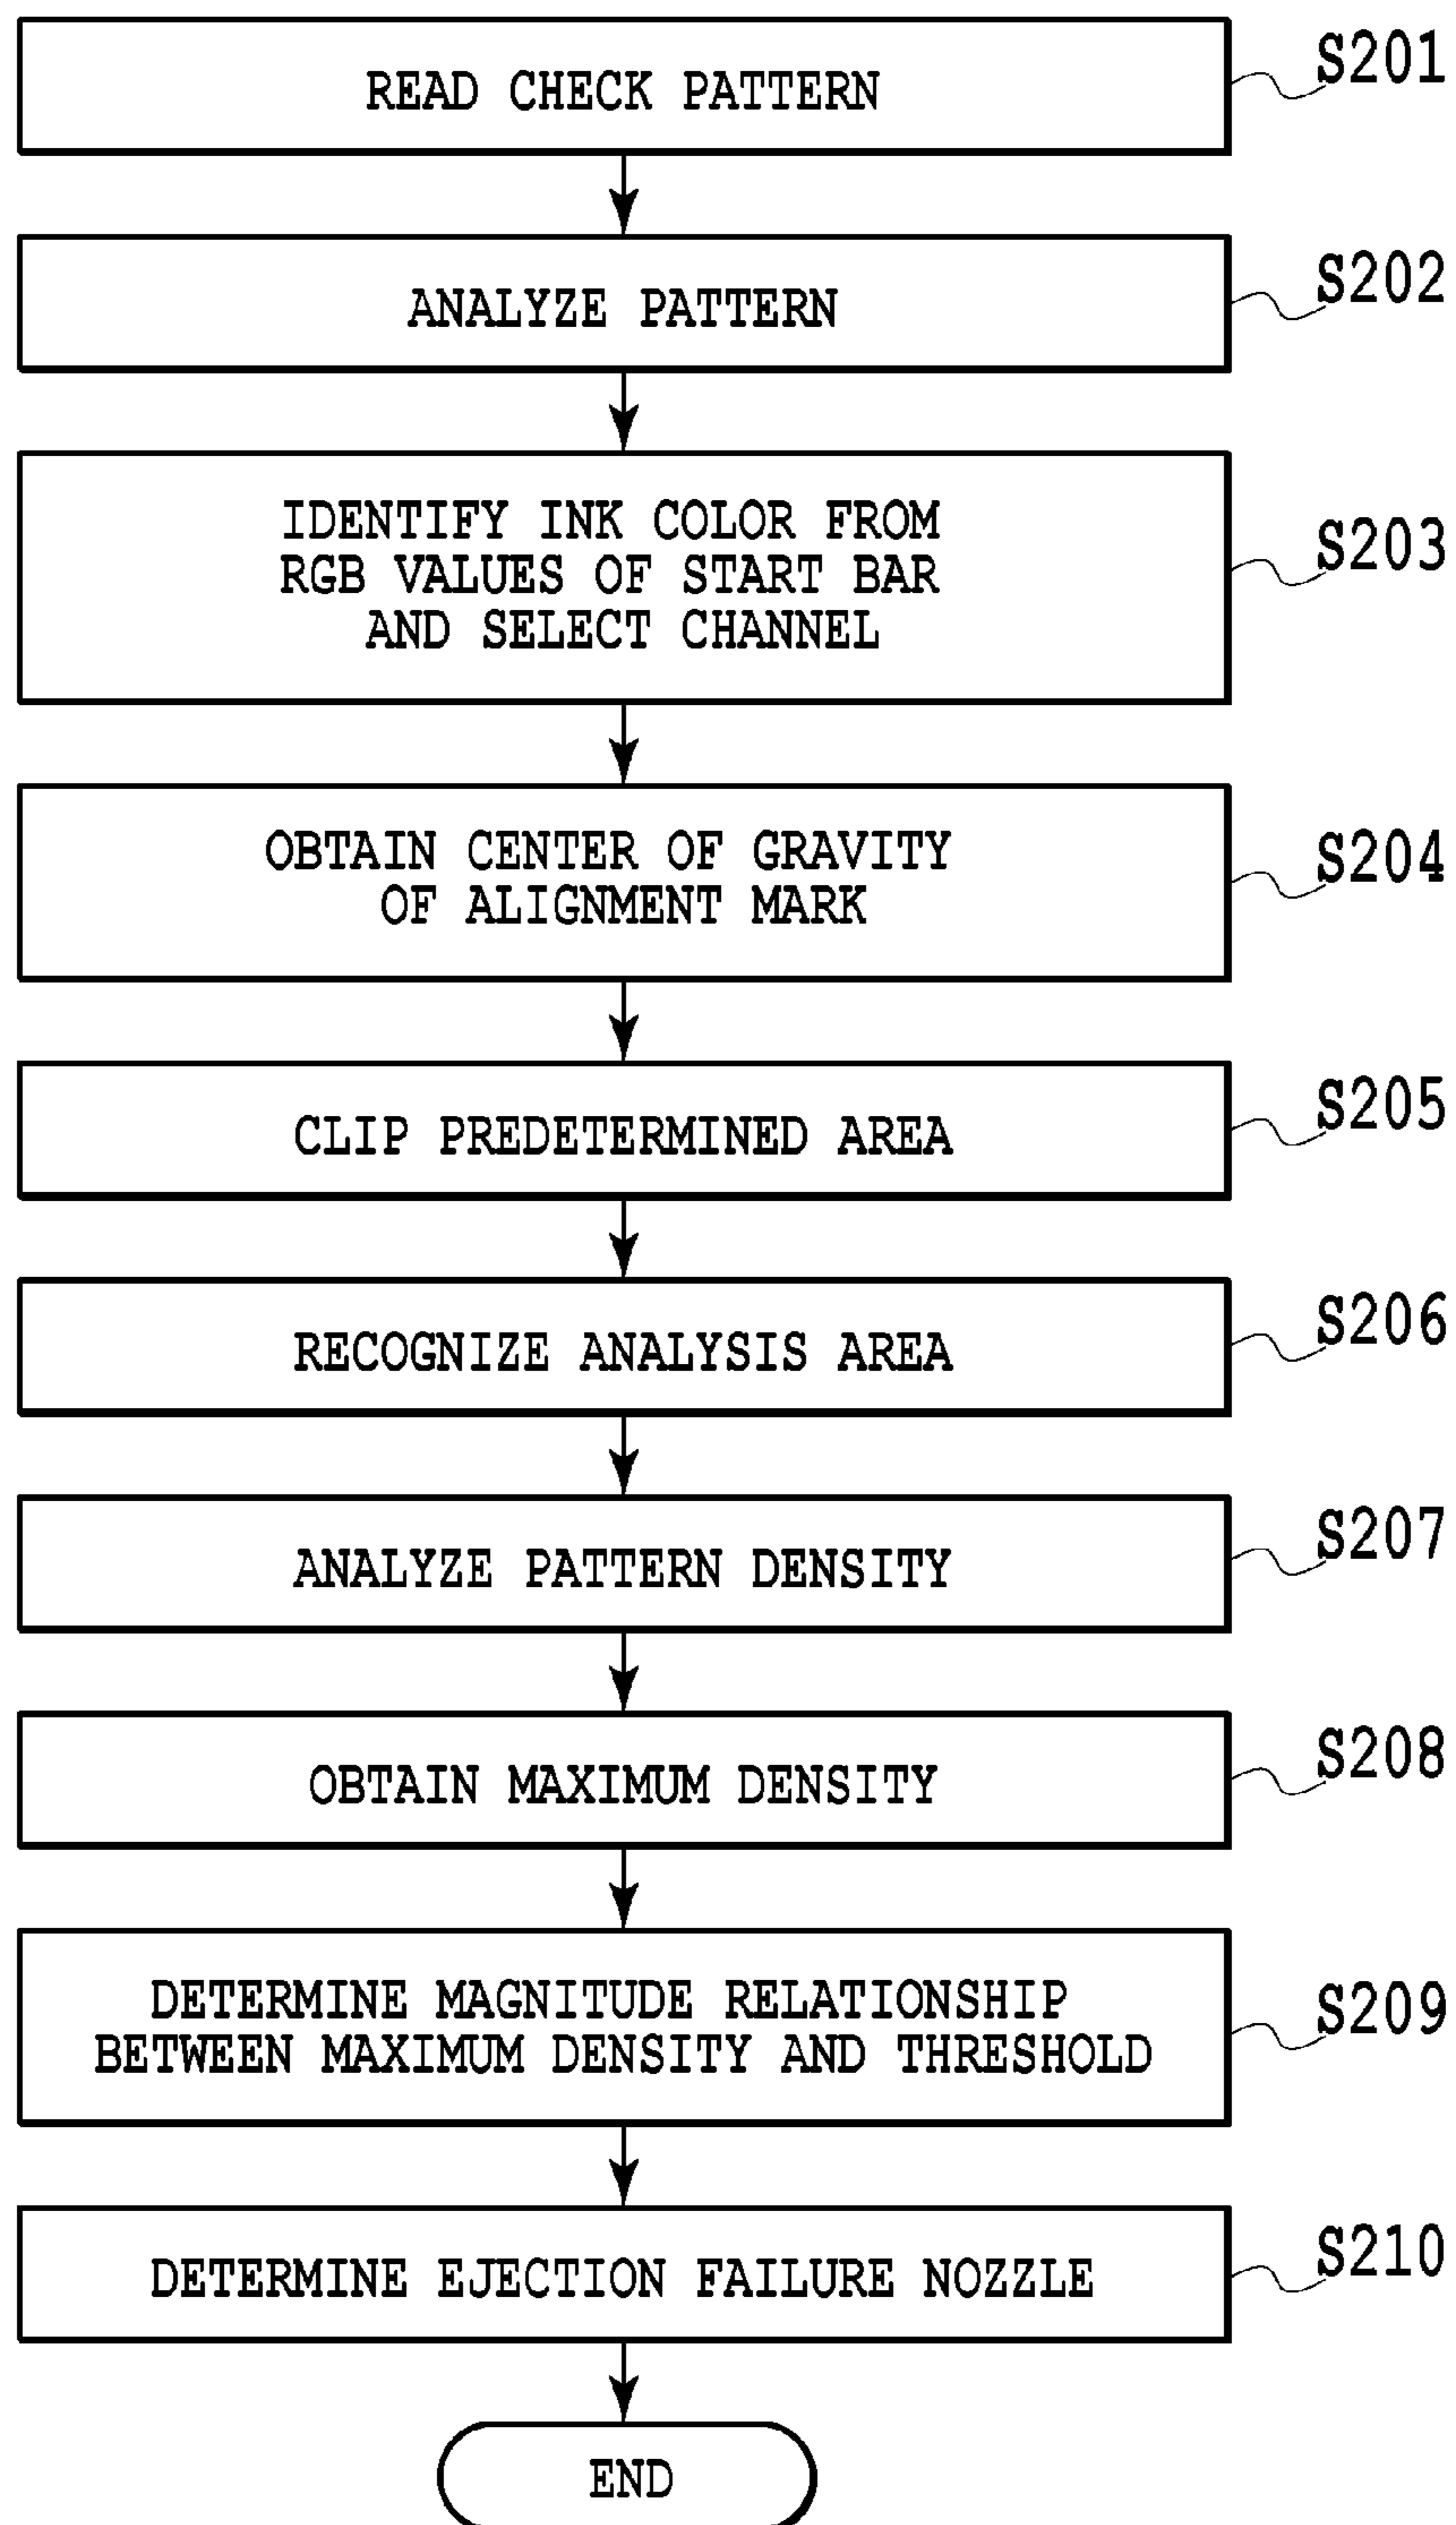 READ CHECK PATTERN
S201
ANALYZE PATTERN
S202
IDENTIFY INK COLOR FROM
RGB VALUES OF START BAR
AND SELECT CHANNEL
S203
OBTAIN CENTER OF GRAVITY
OF ALIGNMENT MARK
S204
CLIP PREDETERMINED AREA
S205
RECOGNIZE ANALYSIS AREA
S206
ANALYZE PATTERN DENSITY
S207
OBTAIN MAXIMUM DENSITY
S208
DETERMINE MAGNITUDE RELATIONSHIP
BETWEEN MAXIMUM DENSITY AND THRESHOLD
S209
DETERMINE EJECTION FAILURE NOZZLE
S210
END